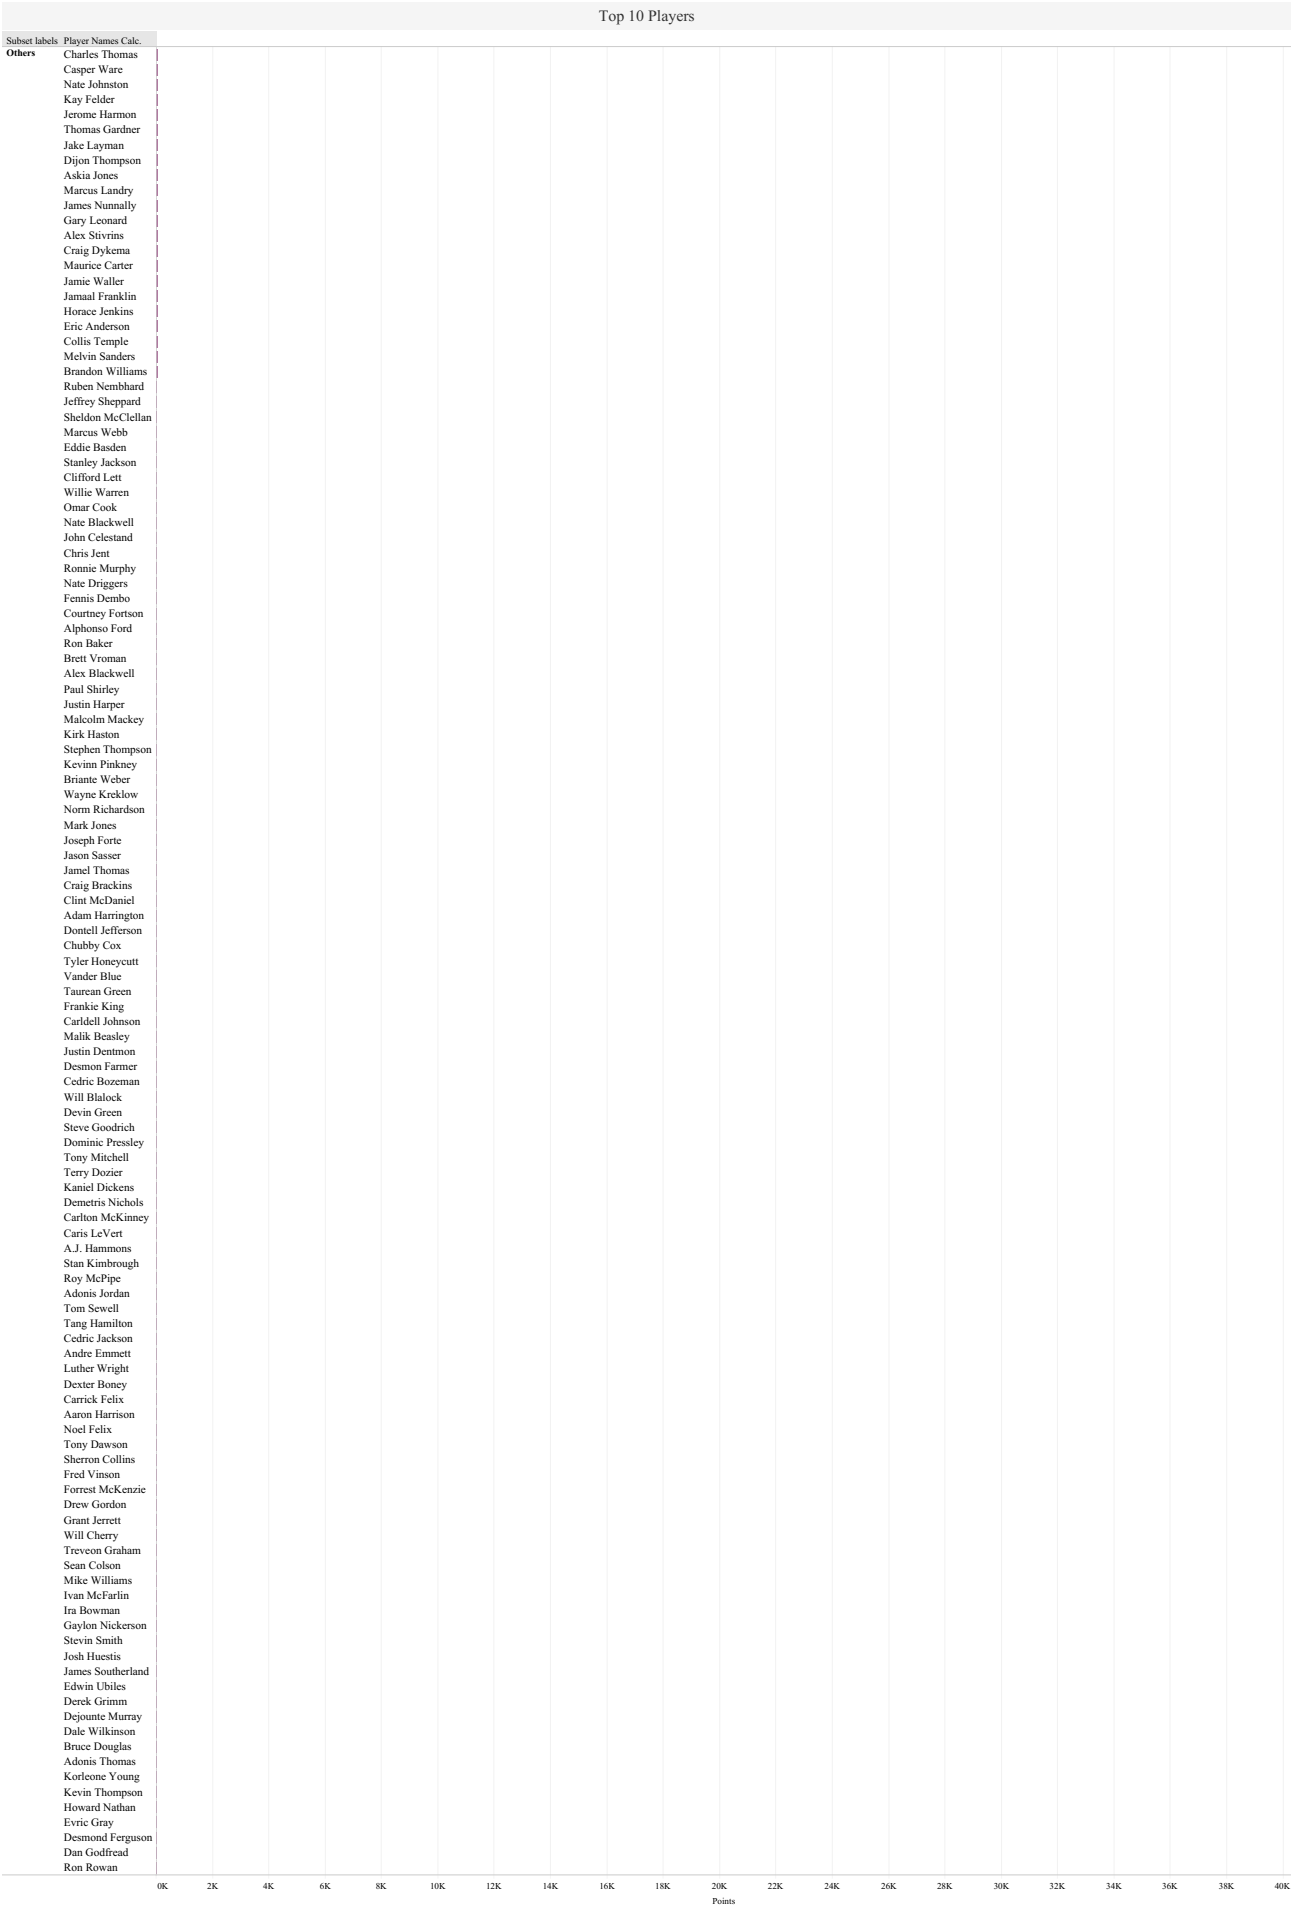 Top 10 Players
Subset labels Player Names Calc.
Others Charles Thomas
Casper Ware
Nate Johnston
Kay Felder
Jerome Harmon
Thomas Gardner
Jake Layman
Dijon Thompson
Askia Jones
Marcus Landry
James Nunnally
Gary Leonard
Alex Stivrins
Craig Dykema
Maurice Carter
Jamie Waller
Jamaal Franklin
Horace Jenkins
Eric Anderson
Collis Temple
Melvin Sanders
Brandon Williams
Ruben Nembhard
Jeffrey Sheppard
Sheldon McClellan
Marcus Webb
Eddie Basden
Stanley Jackson
Clifford Lett
Willie Warren
Omar Cook
Nate Blackwell
John Celestand
Chris Jent
Ronnie Murphy
Nate Driggers
Fennis Dembo
Courtney Fortson
Alphonso Ford
Ron Baker
Brett Vroman
Alex Blackwell
Paul Shirley
Justin Harper
Malcolm Mackey
Kirk Haston
Stephen Thompson
Kevinn Pinkney
Briante Weber
Wayne Kreklow
Norm Richardson
Mark Jones
Joseph Forte
Jason Sasser
Jamel Thomas
Craig Brackins
Clint McDaniel
Adam Harrington
Dontell Jefferson
Chubby Cox
Tyler Honeycutt
Vander Blue
Taurean Green
Frankie King
Carldell Johnson
Malik Beasley
Justin Dentmon
Desmon Farmer
Cedric Bozeman
Will Blalock
Devin Green
Steve Goodrich
Dominic Pressley
Tony Mitchell
Terry Dozier
Kaniel Dickens
Demetris Nichols
Carlton McKinney
Caris LeVert
A.J. Hammons
Stan Kimbrough
Roy McPipe
Adonis Jordan
Tom Sewell
Tang Hamilton
Cedric Jackson
Andre Emmett
Luther Wright
Dexter Boney
Carrick Felix
Aaron Harrison
Noel Felix
Tony Dawson
Sherron Collins
Fred Vinson
Forrest McKenzie
Drew Gordon
Grant Jerrett
Will Cherry
Treveon Graham
Sean Colson
Mike Williams
Ivan McFarlin
Ira Bowman
Gaylon Nickerson
Stevin Smith
Josh Huestis
James Southerland
Edwin Ubiles
Derek Grimm
Dejounte Murray
Dale Wilkinson
Bruce Douglas
Adonis Thomas
Korleone Young
Kevin Thompson
Howard Nathan
Evric Gray
Desmond Ferguson
Dan Godfread
Ron Rowan
0K 2K 4K 6K 8K 10K 12K 14K 16K 18K 20K 22K 24K 26K 28K 30K 32K 34K 36K 38K 40K
Points